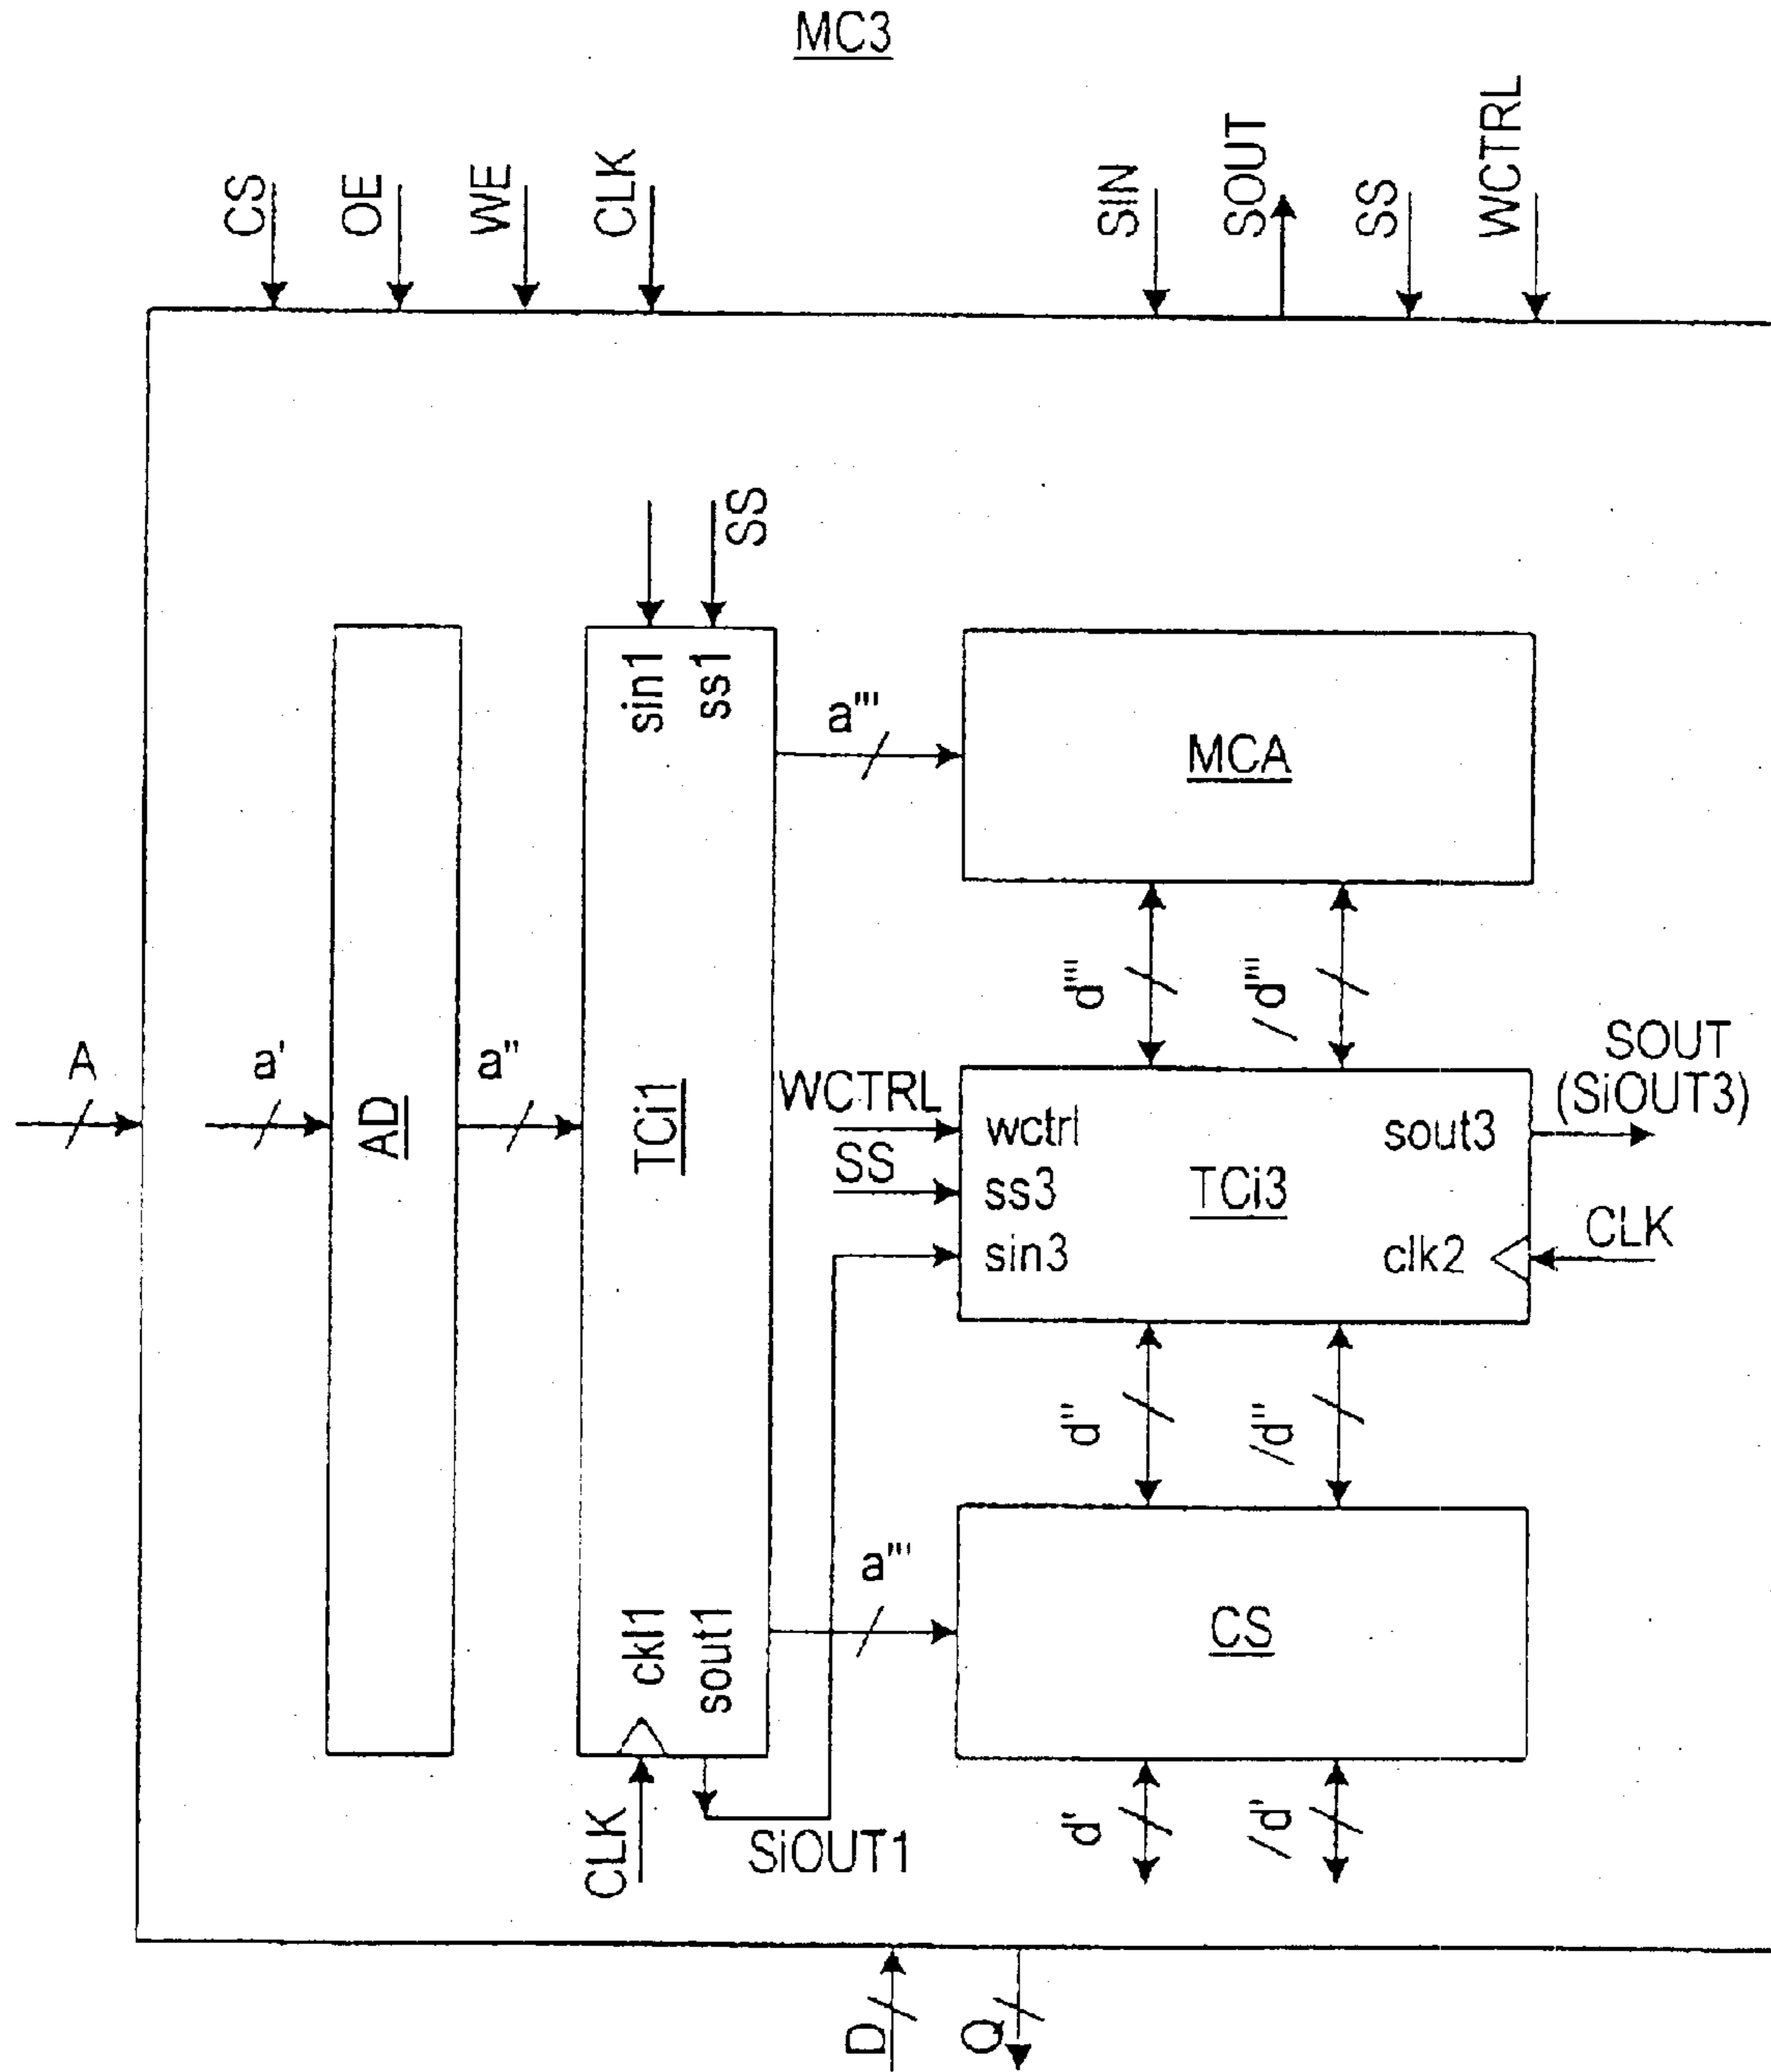 MC3
CS
OE
WE
CLK
SIN
SOUT
SS
WCTRL
A
a'
AD
a"
TCi1
sin1
ss1
SS
ckl1
sout1
CLK
SiOUT1
a'''
MCA
d'''
/d'''
WCTRL
SS
wctrl
ss3
sin3
TCi3
sout3
clk2
SOUT
(SiOUT3)
CLK
d"
/d"
a'''
CS
d'
/d'
D
Q